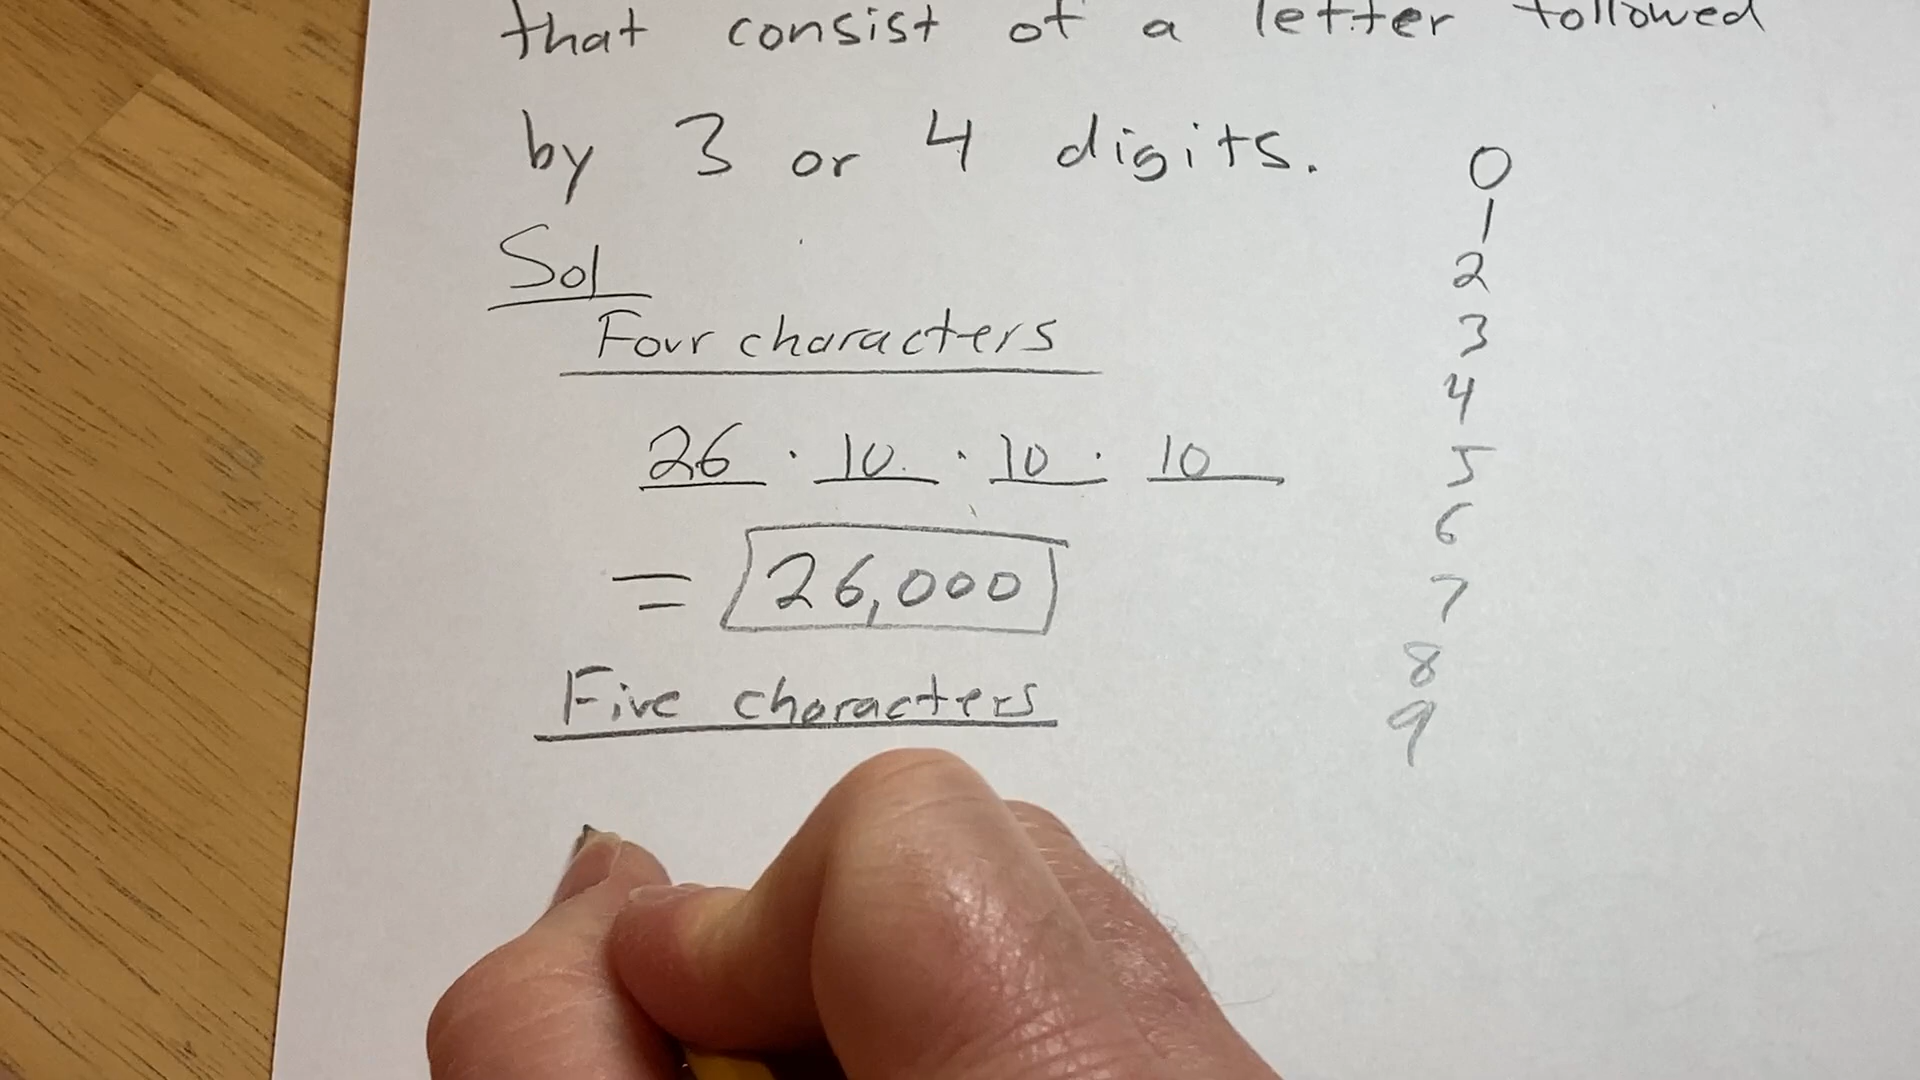 that consist of a letter followed
by 3 or 4 digits.
Sol
Four characters
26 · 10 · 10 · 10
= 26,000
Five characters
0
1
2
3
4
5
6
7
8
9